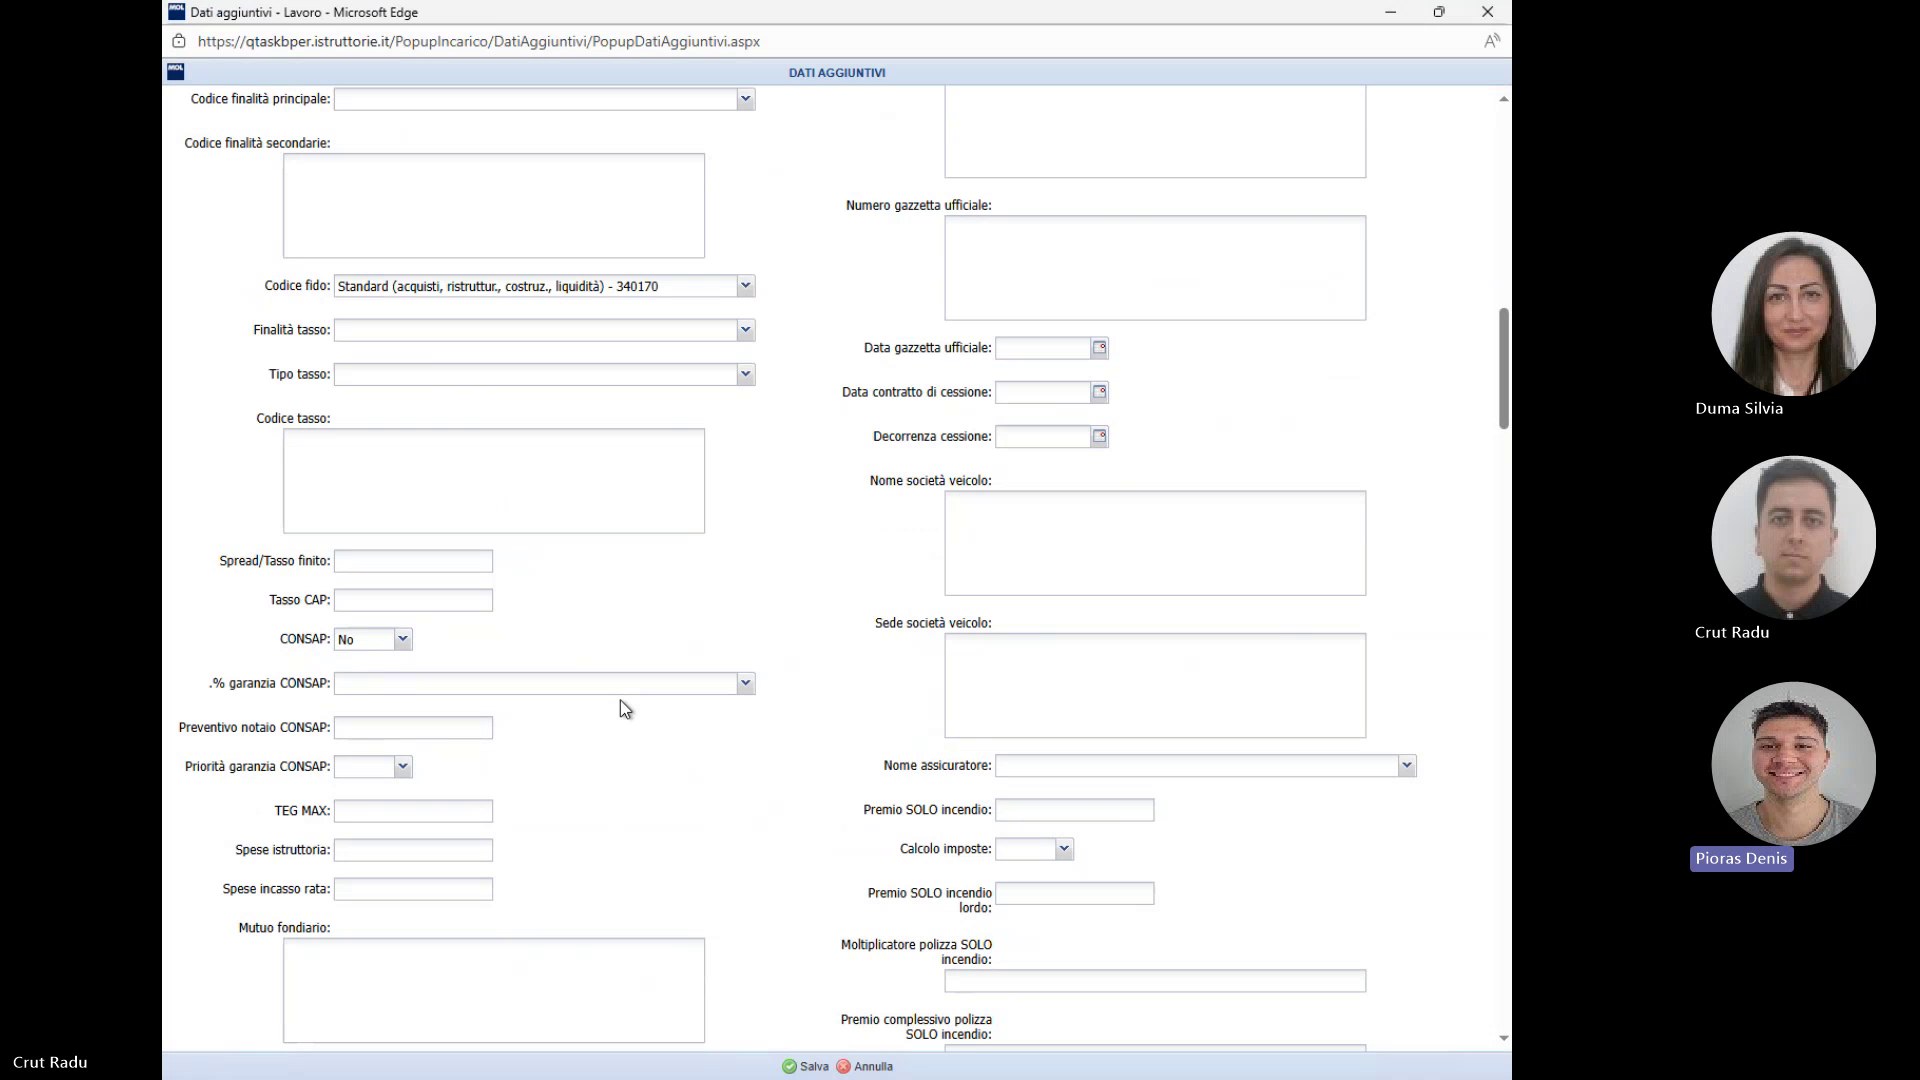 MOL Dati aggiuntivi - Lavoro - Microsoft Edge
https://qtaskbper.istruttorie.it/PopupIncarico/DatiAggiuntivi/PopupDatiAggiuntivi.aspx
MOL
DATI AGGIUNTIVI
Codice finalità principale:
Codice finalità secondarie:
Codice fido: Standard (acquisti, ristruttur., costruz., liquidità) - 340170
Finalità tasso:
Tipo tasso:
Codice tasso:
Spread/Tasso finito:
Tasso CAP:
CONSAP: No
.% garanzia CONSAP:
Preventivo notaio CONSAP:
Priorità garanzia CONSAP:
TEG MAX:
Spese istruttoria:
Spese incasso rata:
Mutuo fondiario:
Numero gazzetta ufficiale:
Data gazzetta ufficiale:
Data contratto di cessione:
Decorrenza cessione:
Nome società veicolo:
Sede società veicolo:
Nome assicuratore:
Premio SOLO incendio:
Calcolo imposte:
Premio SOLO incendio
lordo:
Moltiplicatore polizza SOLO
incendio:
Premio complessivo polizza
SOLO incendio:
Salva Annulla
Duma Silvia
Crut Radu
Pioras Denis
Crut Radu